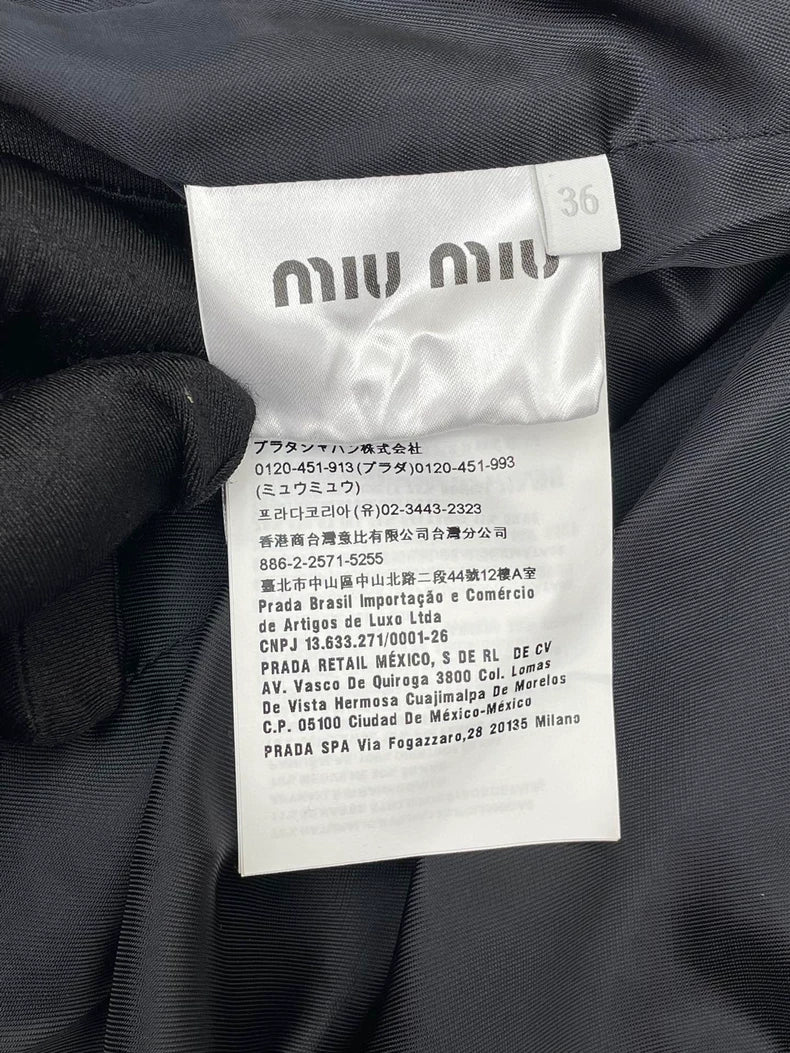 36
MIU MIU
プラダジャパン株式会社
0120-451-913(プラダ)0120-451-993
(ミュウミュウ)
프라다코리아(유)02-3443-2323
香港商台灣意比有限公司台灣分公司
886-2-2571-5255
臺北市中山區中山北路二段44號12樓A室
Prada Brasil Importação e Comércio
de Artigos de Luxo Ltda
CNPJ 13.633.271/0001-26
PRADA RETAIL MÉXICO, S DE RL DE CV
AV. Vasco De Quiroga 3800 Col. Lomas
De Vista Hermosa Cuajimalpa De Morelos
C.P. 05100 Ciudad De México-México
PRADA SPA Via Fogazzaro,28 20135 Milano